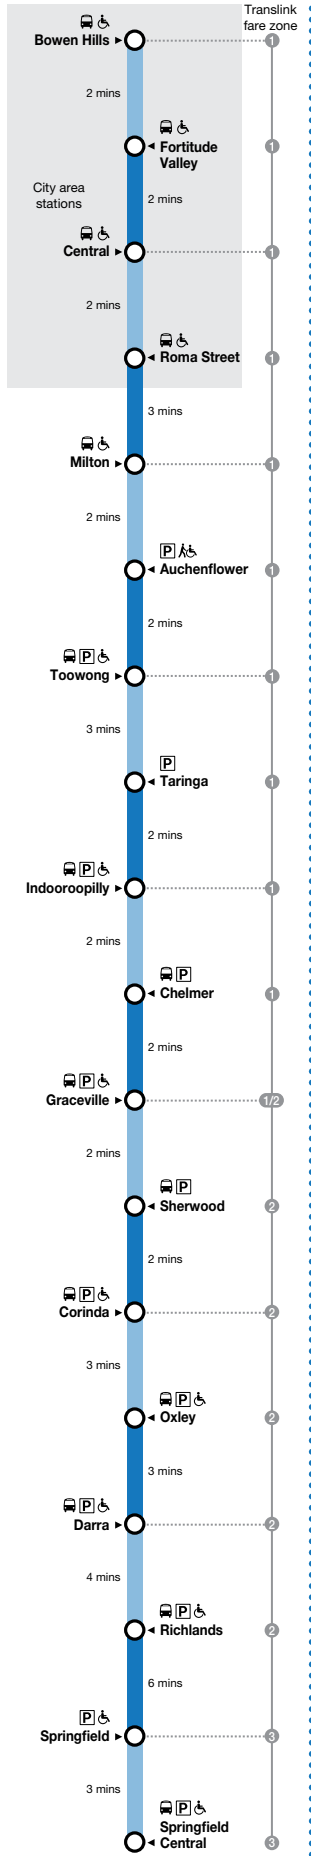 Translink
fare zone
Bowen Hills
1
2 mins
Fortitude
Valley
1
City area
stations
2 mins
Central
1
2 mins
Roma Street
1
3 mins
Milton
1
2 mins
P
Auchenflower
1
2 mins
P
Toowong
1
3 mins
P
Taringa
1
2 mins
P
Indooroopilly
1
2 mins
P
Chelmer
1
2 mins
P
Graceville
1/2
2 mins
P
Sherwood
2
2 mins
P
Corinda
2
3 mins
P
Oxley
2
3 mins
P
Darra
2
4 mins
P
Richlands
2
6 mins
P
Springfield
3
3 mins
P
Springfield
Central
3